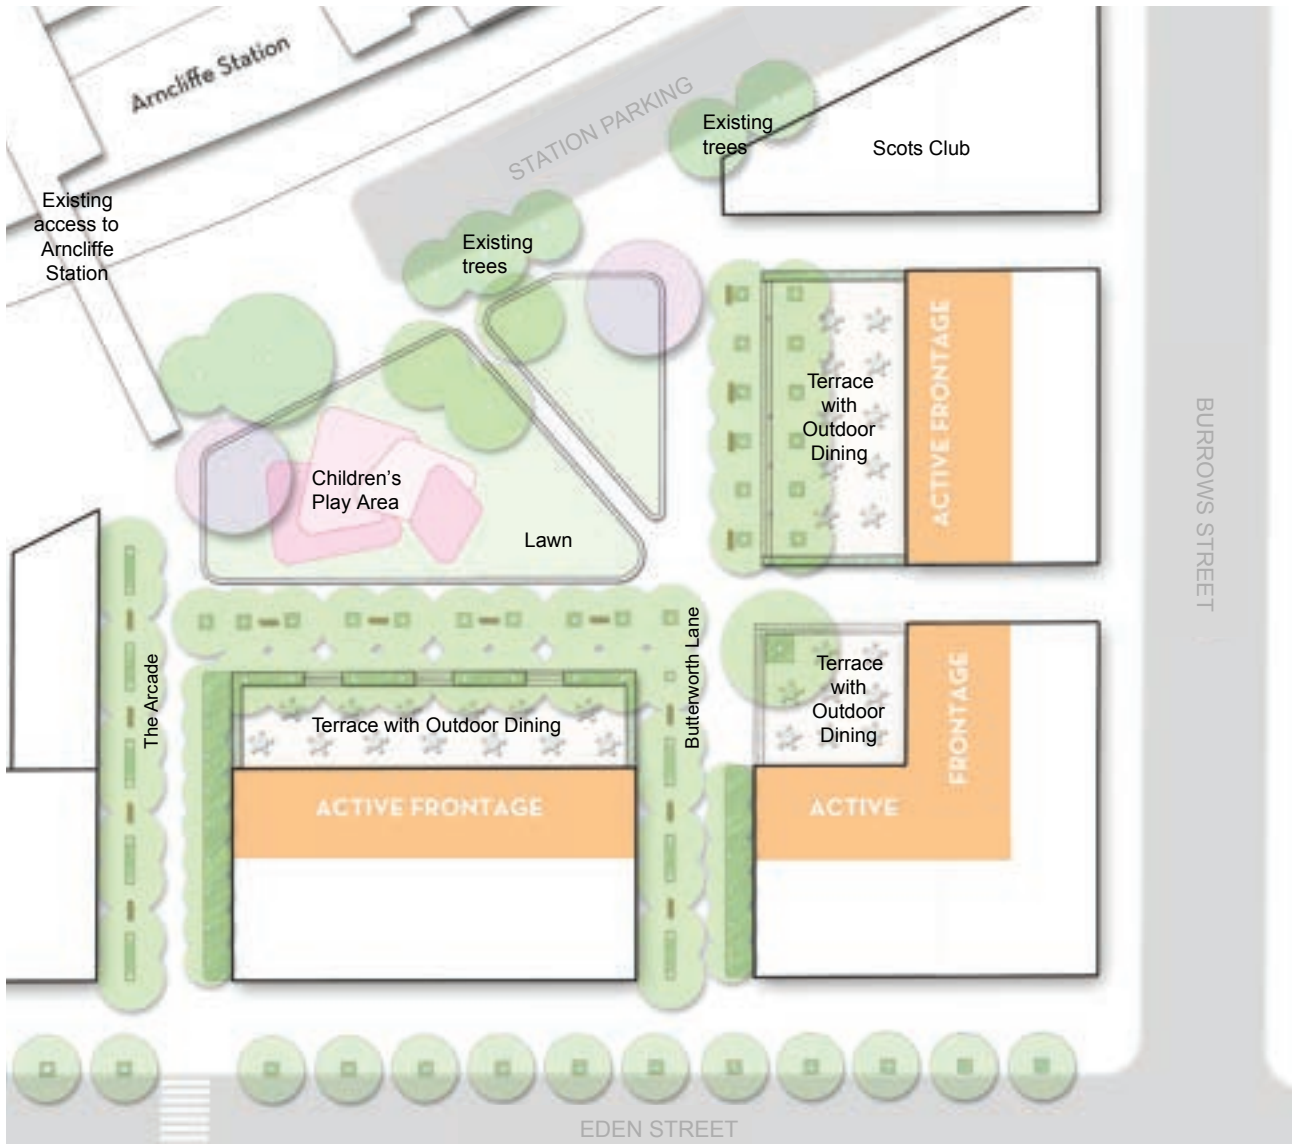 Arncliffe Station
STATION PARKING
Existing
trees
Scots Club
Existing
access to
Arncliffe
Station
Existing
trees
Children's
Play Area
Lawn
Terrace
with
Outdoor
Dining
ACTIVE FRONTAGE
BURROWS STREET
The Arcade
Butterworth Lane
Terrace with Outdoor Dining
Terrace
with
Outdoor
Dining
FRONTAGE
ACTIVE FRONTAGE
ACTIVE
EDEN STREET